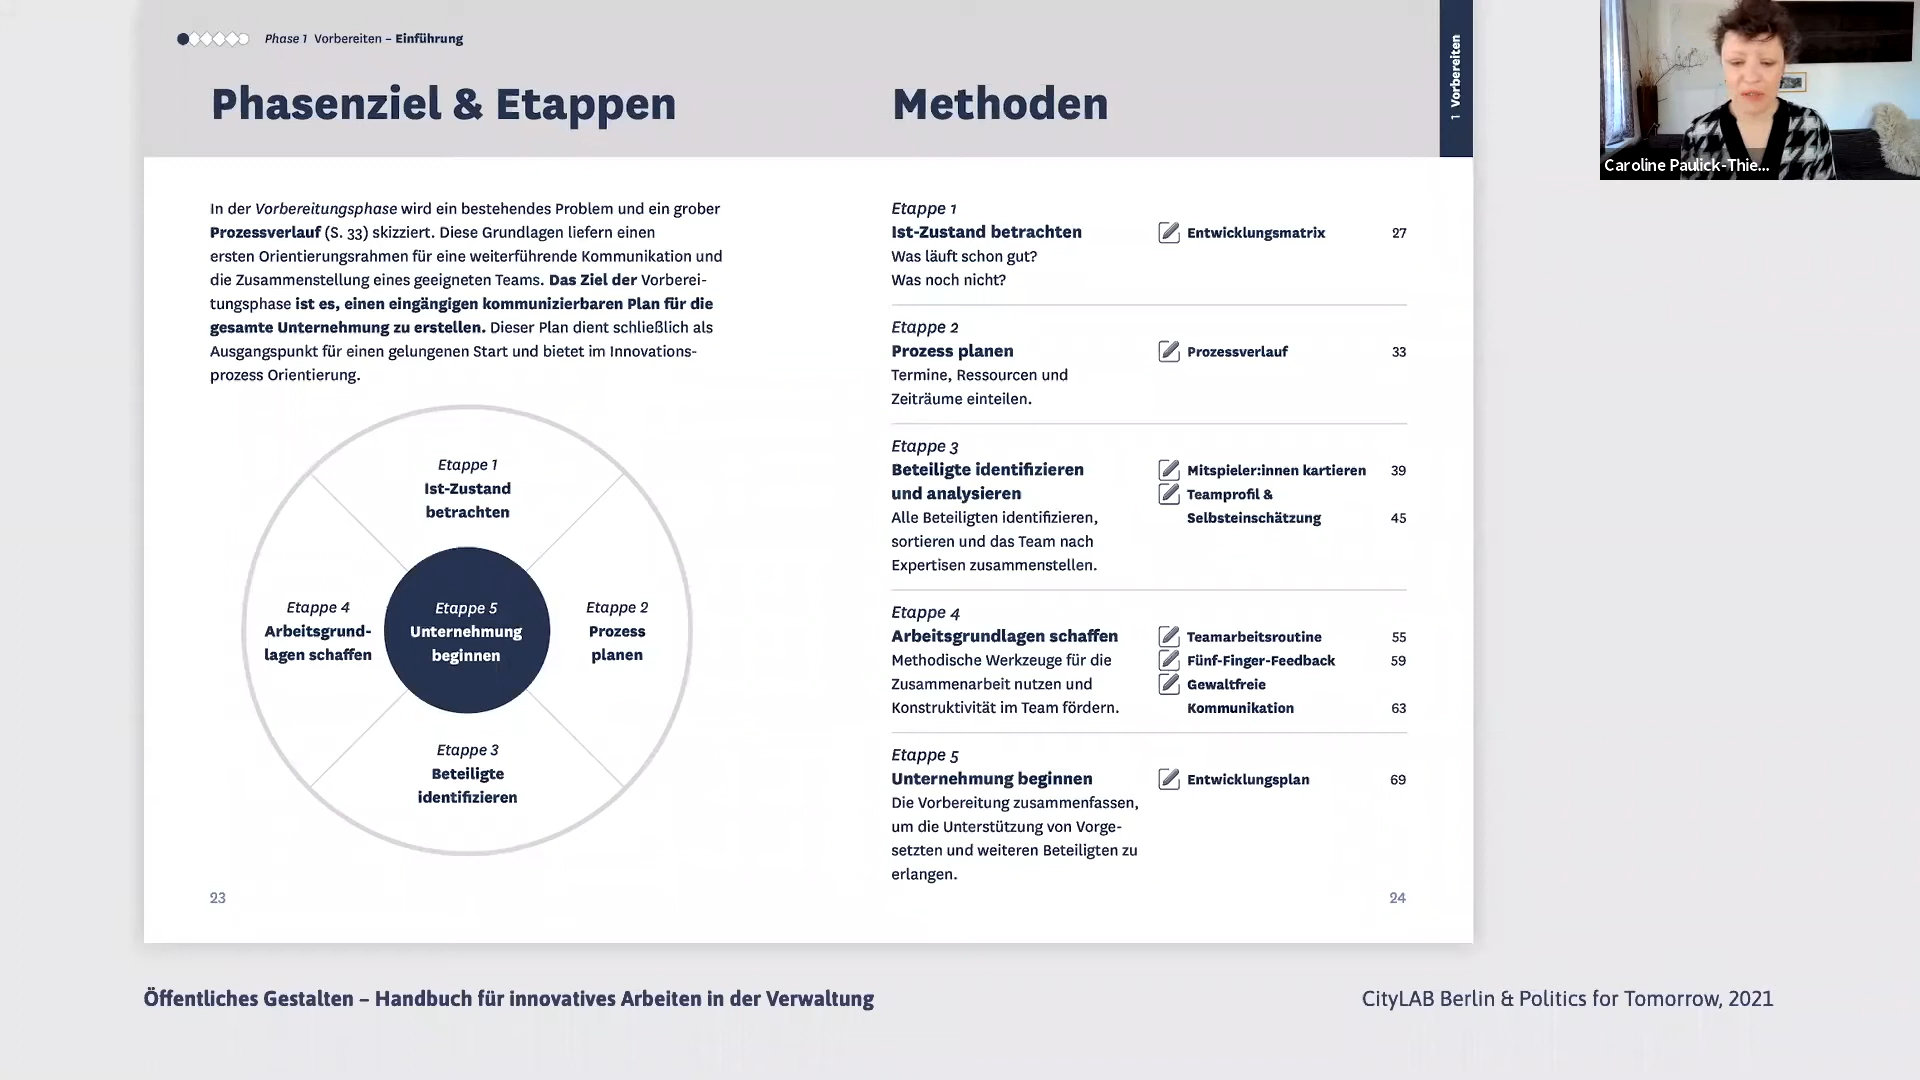 Phase 1 Vorbereiten – Einführung
Phasenziel & Etappen
In der Vorbereitungsphase wird ein bestehendes Problem und ein grober
Prozessverlauf (S. 33) skizziert. Diese Grundlagen liefern einen
ersten Orientierungsrahmen für eine weiterführende Kommunikation und
die Zusammenstellung eines geeigneten Teams. Das Ziel der Vorberei-
tungsphase ist es, einen eingängigen kommunizierbaren Plan für die
gesamte Unternehmung zu erstellen. Dieser Plan dient schließlich als
Ausgangspunkt für einen gelungenen Start und bietet im Innovations-
prozess Orientierung.
Etappe 1
Ist-Zustand
betrachten
Etappe 4
Arbeitsgrund-
lagen schaffen
Etappe 5
Unternehmung
beginnen
Etappe 2
Prozess
planen
Etappe 3
Beteiligte
identifizieren
23
Methoden
1 Vorbereiten
Etappe 1
Ist-Zustand betrachten Entwicklungsmatrix 27
Was läuft schon gut?
Was noch nicht?
Etappe 2
Prozess planen Prozessverlauf 33
Termine, Ressourcen und
Zeiträume einteilen.
Etappe 3
Beteiligte identifizieren Mitspieler:innen kartieren 39
und analysieren Teamprofil &
Alle Beteiligten identifizieren, Selbsteinschätzung 45
sortieren und das Team nach
Expertisen zusammenstellen.
Etappe 4
Arbeitsgrundlagen schaffen Teamarbeitsroutine 55
Methodische Werkzeuge für die Fünf-Finger-Feedback 59
Zusammenarbeit nutzen und Gewaltfreie
Konstruktivität im Team fördern. Kommunikation 63
Etappe 5
Unternehmung beginnen Entwicklungsplan 69
Die Vorbereitung zusammenfassen,
um die Unterstützung von Vorge-
setzten und weiteren Beteiligten zu
erlangen.
24
Caroline Paulick-Thie...
Öffentliches Gestalten – Handbuch für innovatives Arbeiten in der Verwaltung
CityLAB Berlin & Politics for Tomorrow, 2021